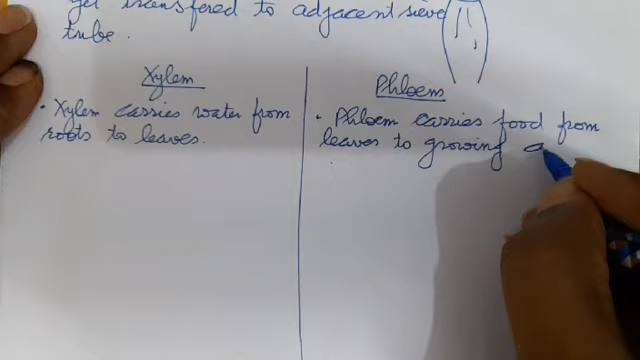 get transfered to adjacent sieve
tube.
Xylem
• Xylem carries water from
roots to leaves.
Phloem
• Phloem carries food from
leaves to growing